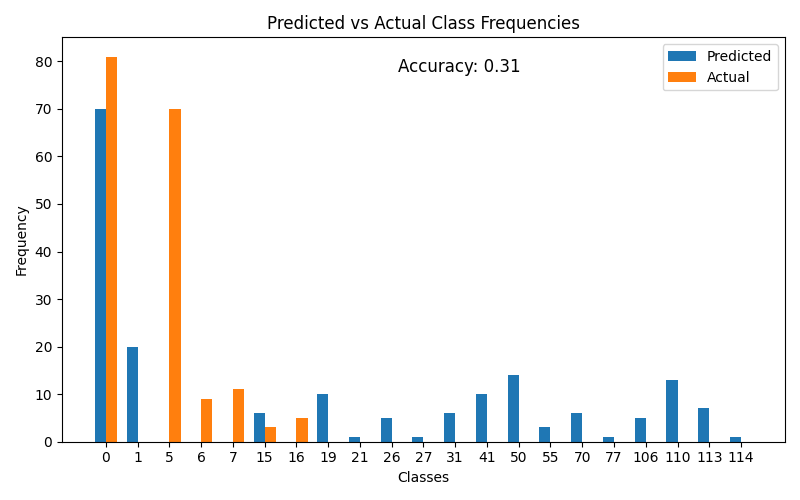 Predicted vs Actual Class Frequencies
Accuracy: 0.31
Predicted
Actual
80
70
60
50
40
30
20
10
0
Frequency
0 1 5 6 7 15 16 19 21 26 27 31 41 50 55 70 77 106 110 113 114
Classes